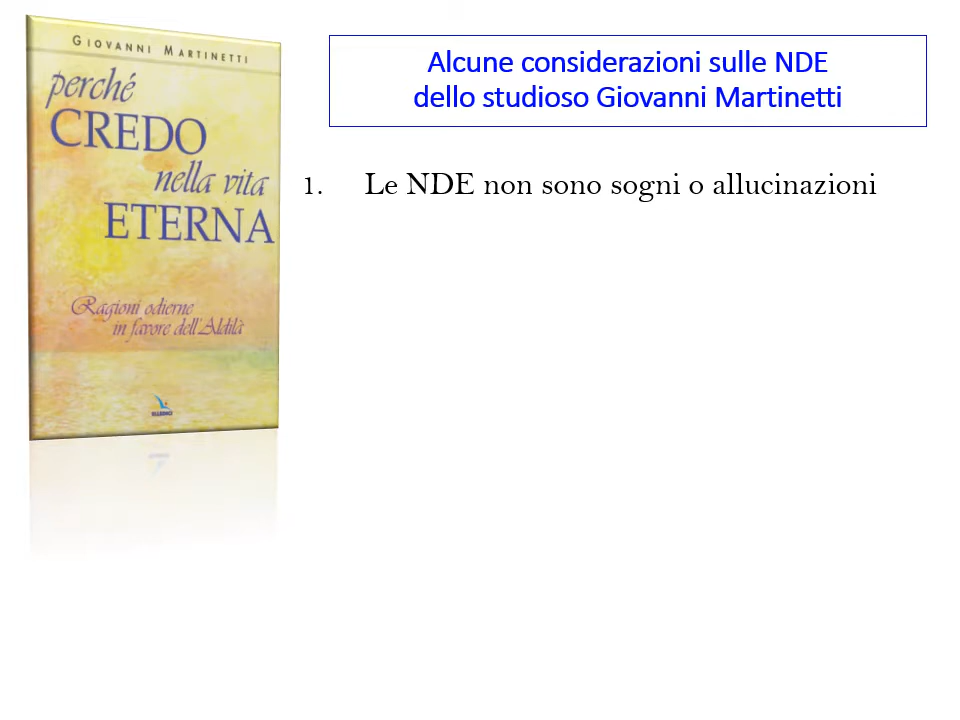 GIOVANNI MARTINETTI
perché
CREDO
nella vita
ETERNA
Ragioni odierne
in favore dell'Aldilà
ELLEDICI
Alcune considerazioni sulle NDE
dello studioso Giovanni Martinetti
1. Le NDE non sono sogni o allucinazioni